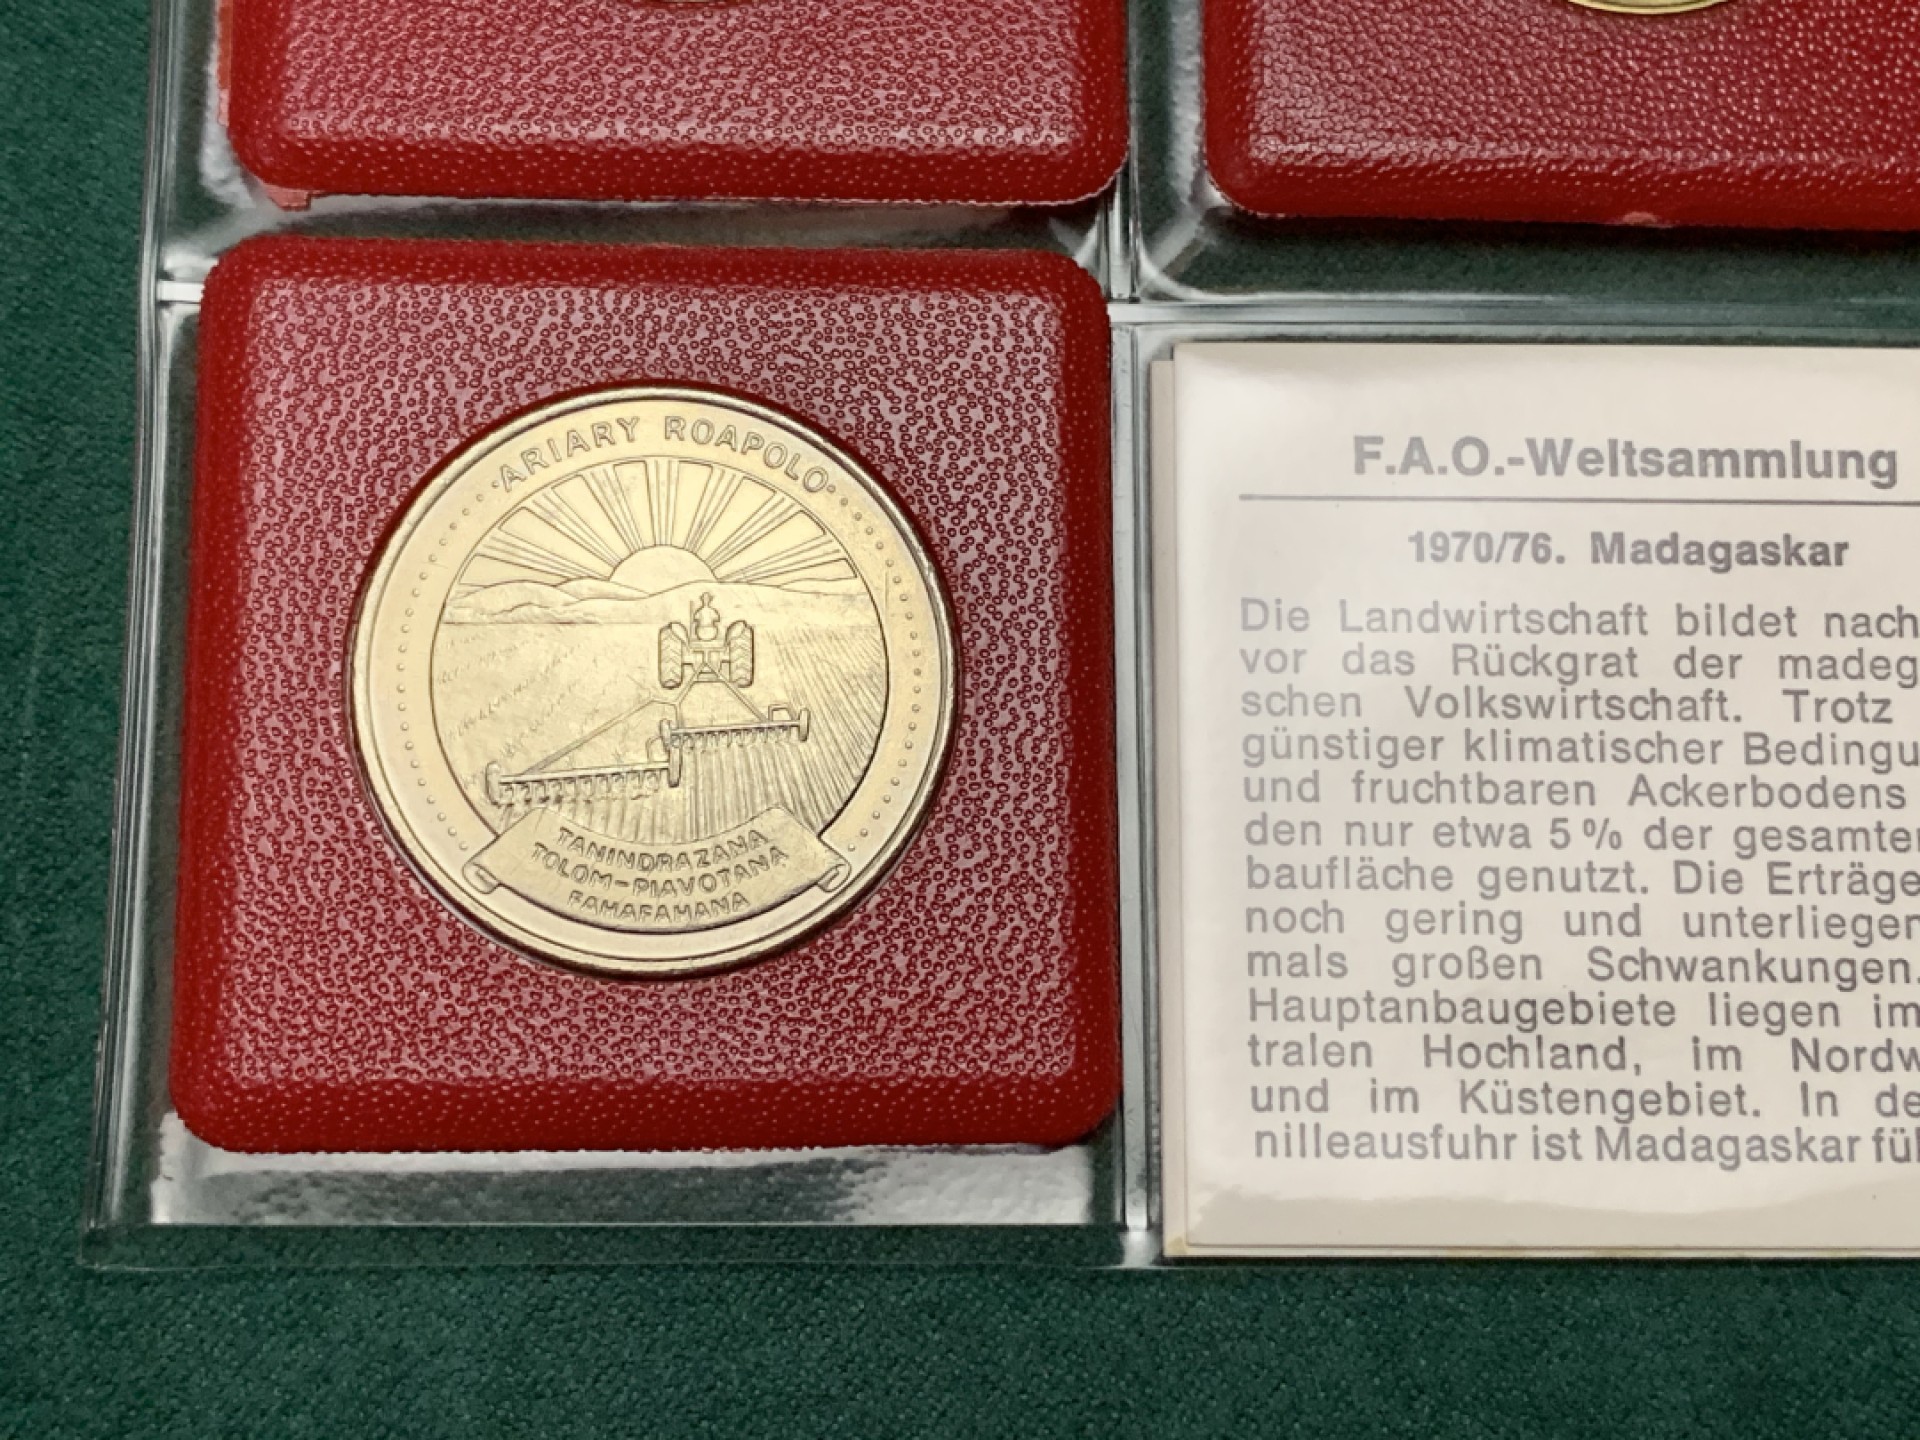 ARIARY ROAPOLO
TANINDRAZANA
TOLOM-PIAVOTANA
FAHAFAHANA
F.A.O.-Weltsammlung
1970/76. Madagaskar
Die Landwirtschaft bildet nach
vor das Rückgrat der madeg
schen Volkswirtschaft. Trotz
günstiger klimatischer Bedingu
und fruchtbaren Ackerbodens
den nur etwa 5% der gesamten
baufläche genutzt. Die Erträge
noch gering und unterliegen
mals großen Schwankungen.
Hauptanbaugebiete liegen im
tralen Hochland, im Nordw
und im Küstengebiet. In de
nilleausfuhr ist Madagaskar fü